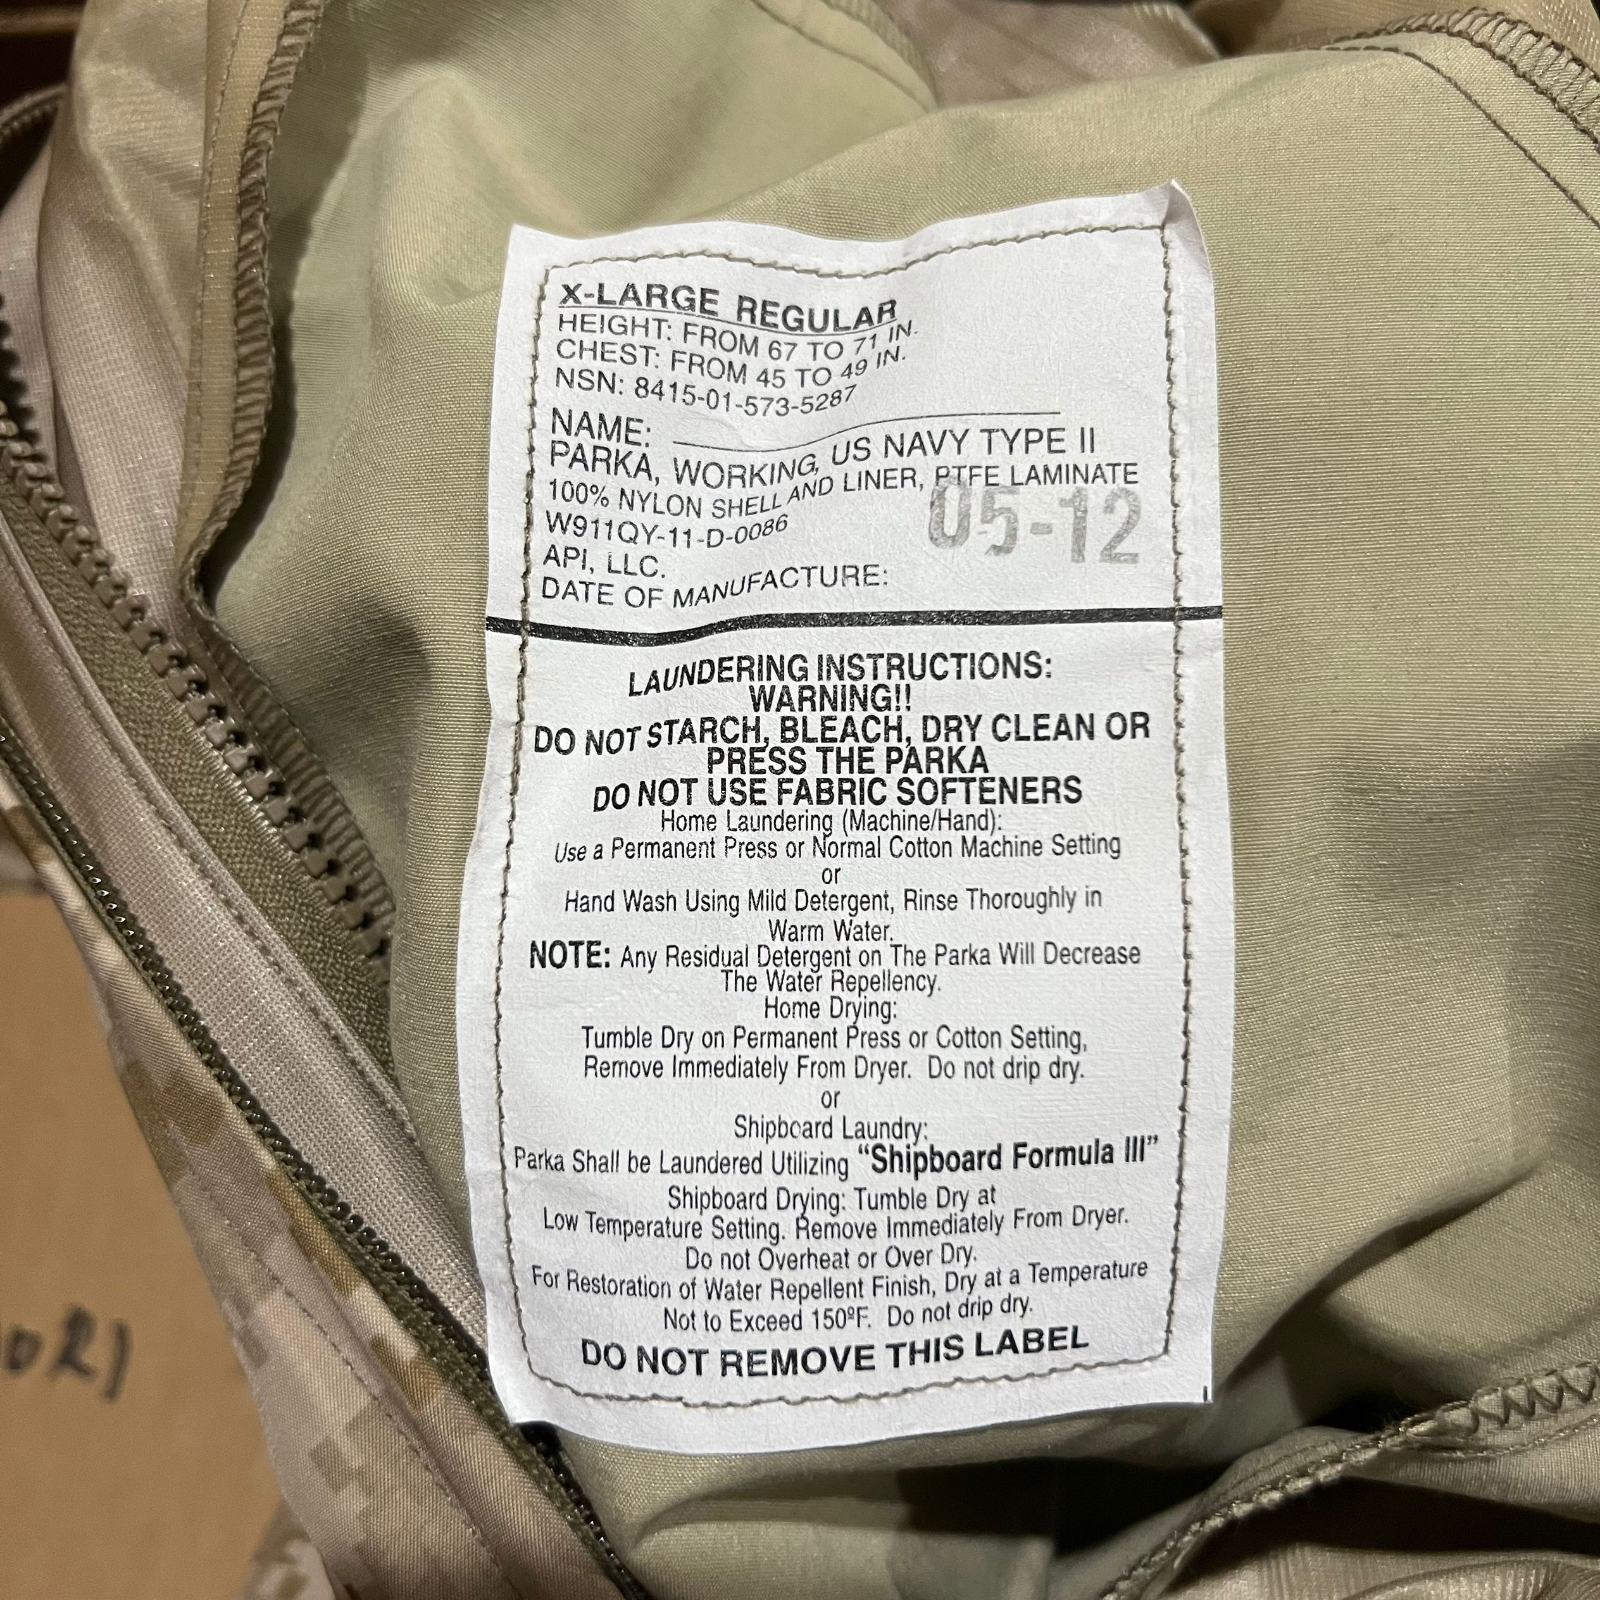 X-LARGE REGULAR
HEIGHT: FROM 67 TO 71 IN.
CHEST: FROM 45 TO 49 IN.
NSN: 8415-01-573-5287
NAME:
PARKA, WORKING, US NAVY TYPE II
100% NYLON SHELL AND LINER, PTFE LAMINATE
W911QY-11-D-0086
05-12
API, LLC.
DATE OF MANUFACTURE:
LAUNDERING INSTRUCTIONS:
WARNING!!
DO NOT STARCH, BLEACH, DRY CLEAN OR
PRESS THE PARKA
DO NOT USE FABRIC SOFTENERS
Home Laundering (Machine/Hand):
Use a Permanent Press or Normal Cotton Machine Setting
or
Hand Wash Using Mild Detergent, Rinse Thoroughly in
Warm Water.
NOTE: Any Residual Detergent on The Parka Will Decrease
The Water Repellency.
Home Drying:
Tumble Dry on Permanent Press or Cotton Setting,
Remove Immediately From Dryer. Do not drip dry.
or
Shipboard Laundry:
Parka Shall be Laundered Utilizing “Shipboard Formula III”
Shipboard Drying: Tumble Dry at
Low Temperature Setting. Remove Immediately From Dryer.
Do not Overheat or Over Dry.
For Restoration of Water Repellent Finish, Dry at a Temperature
Not to Exceed 150ºF. Do not drip dry.
DO NOT REMOVE THIS LABEL